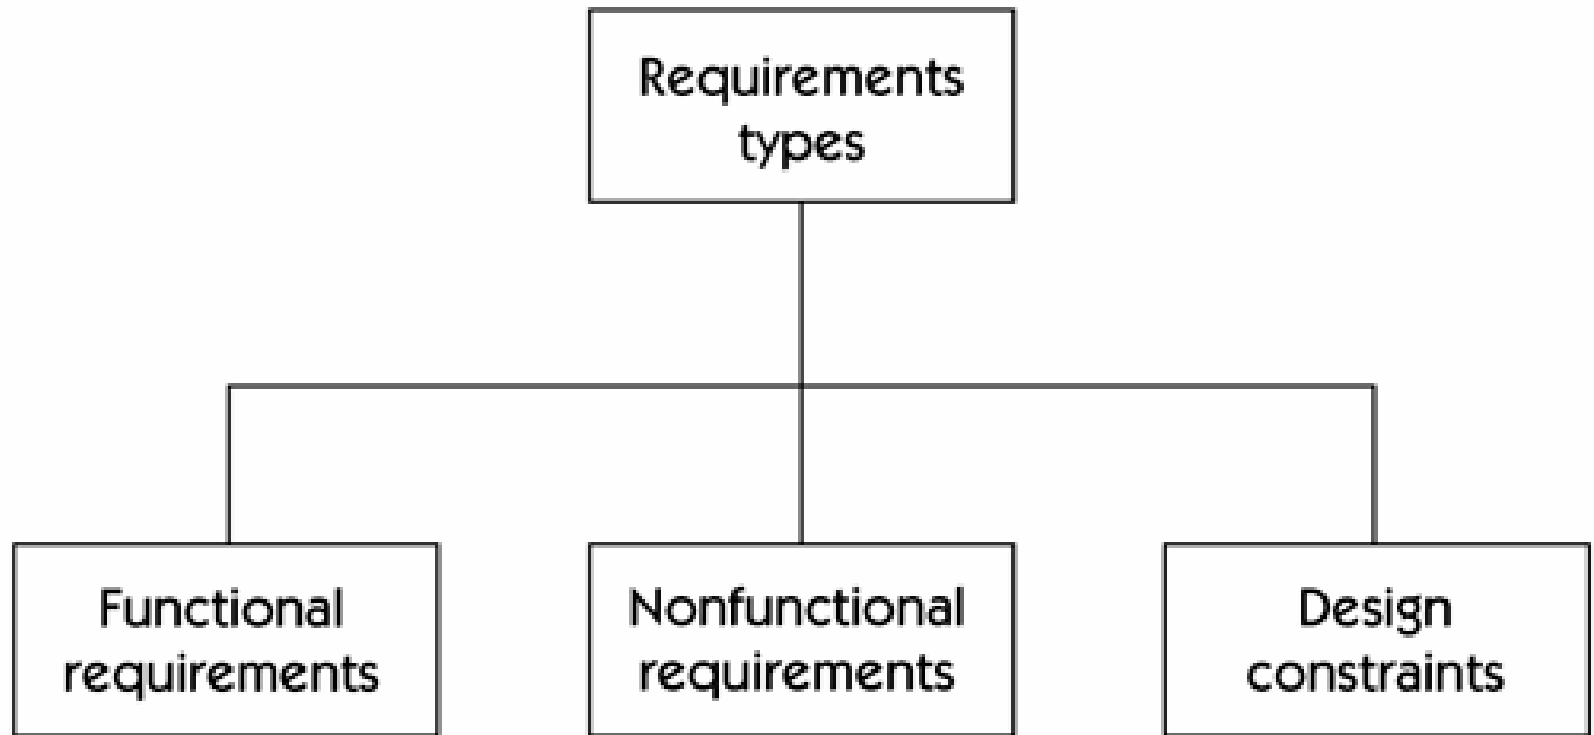 Requirements
types
Functional
requirements
Nonfunctional
requirements
Design
constraints